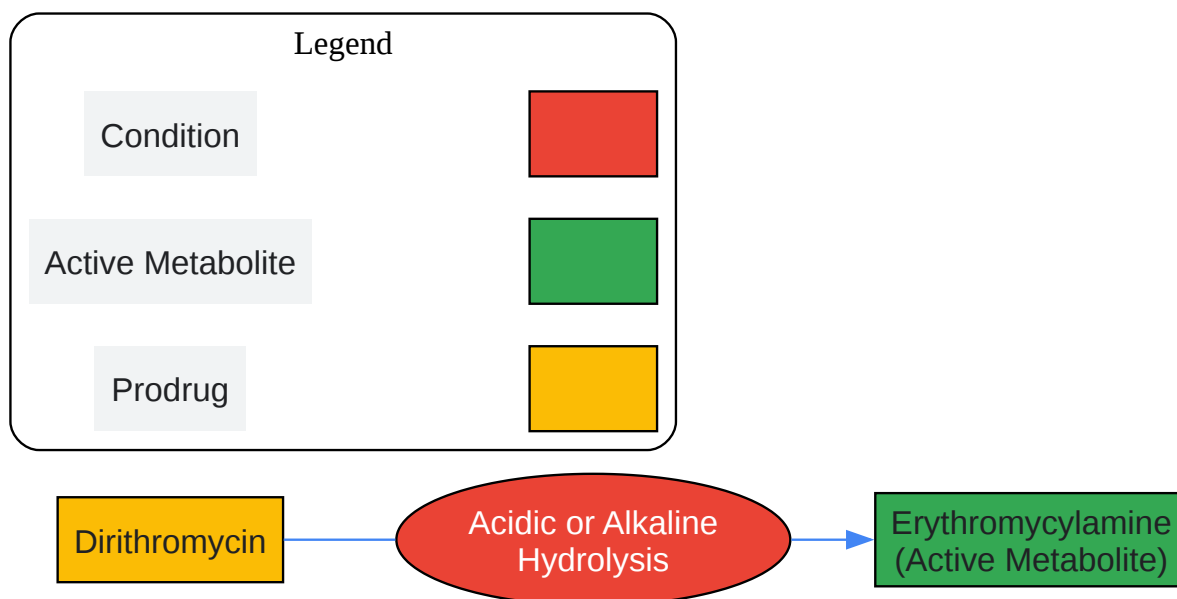 Legend
Condition
Active Metabolite
Prodrug
Dirithromycin
Acidic or Alkaline
Hydrolysis
Erythromycylamine
(Active Metabolite)